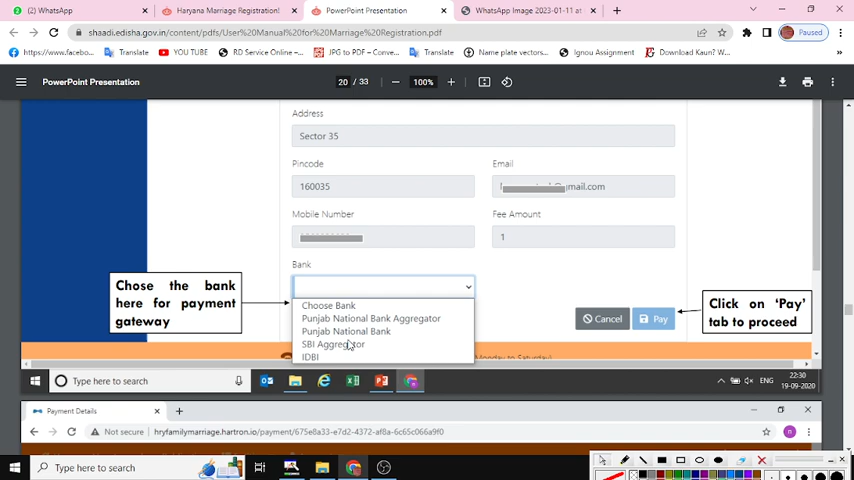 (2) WhatsApp
Haryana Marriage Registration!
PowerPoint Presentation
WhatsApp Image 2023-01-11 at
shaadi.edisha.gov.in/content/pdfs/User%20Manual%20for%20Marriage%20Registration.pdf
Paused
https://www.facebo...
Translate
YOU TUBE
RD Service Online –...
JPG to PDF – Conve...
Translate
Name plate vectors...
Ignou Assignment
Download Kaun? W...
PowerPoint Presentation
20 / 33
100%
Address
Sector 35
Pincode
Email
160035
@gmail.com
Mobile Number
Fee Amount
1
Bank
Chose the bank
here for payment
gateway
Choose Bank
Punjab National Bank Aggregator
Punjab National Bank
SBI Aggregator
IDBI
Cancel
Pay
Click on ‘Pay’
tab to proceed
Monday to Saturday)
Type here to search
ENG
22:30
19-09-2020
Payment Details
Not secure
hryfamilymarriage.hartron.io/payment/675e8a33-e7d2-4372-af8a-6c65c066a9f0
n
Type here to search